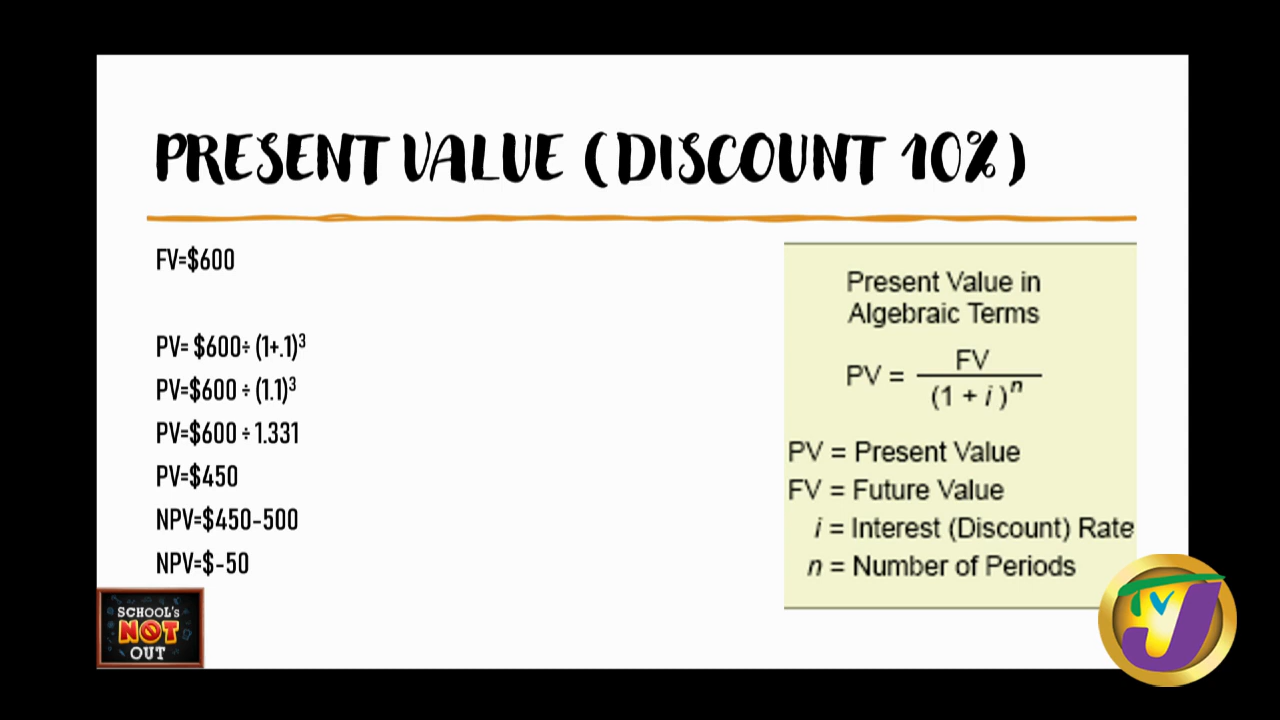 PRESENT VALUE (DISCOUNT 10%)
FV=$600
PV= $600÷ (1+.1)³
PV=$600 ÷ (1.1)³
PV=$600 ÷ 1.331
PV=$450
NPV=$450-500
NPV=$-50
Present Value in
Algebraic Terms
PV = FV
(1 + i)ⁿ
PV = Present Value
FV = Future Value
i = Interest (Discount) Rate
n = Number of Periods
SCHOOL's
NOT
OUT
TVJ